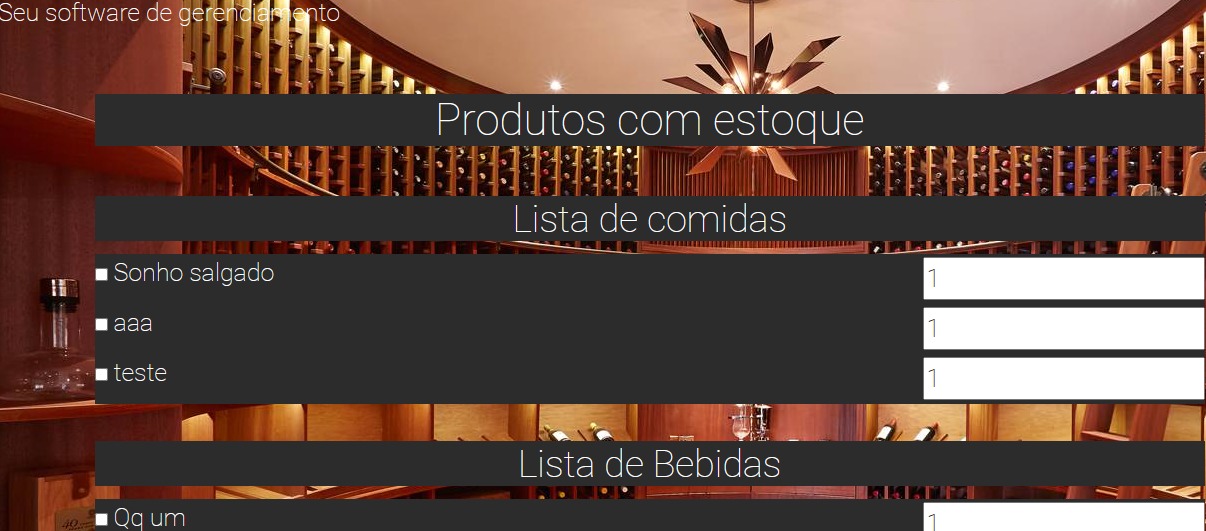 Seu software de gerenciamento
Produtos com estoque
Lista de comidas
Sonho salgado 1
aaa 1
teste 1
Lista de Bebidas
Qq um 1